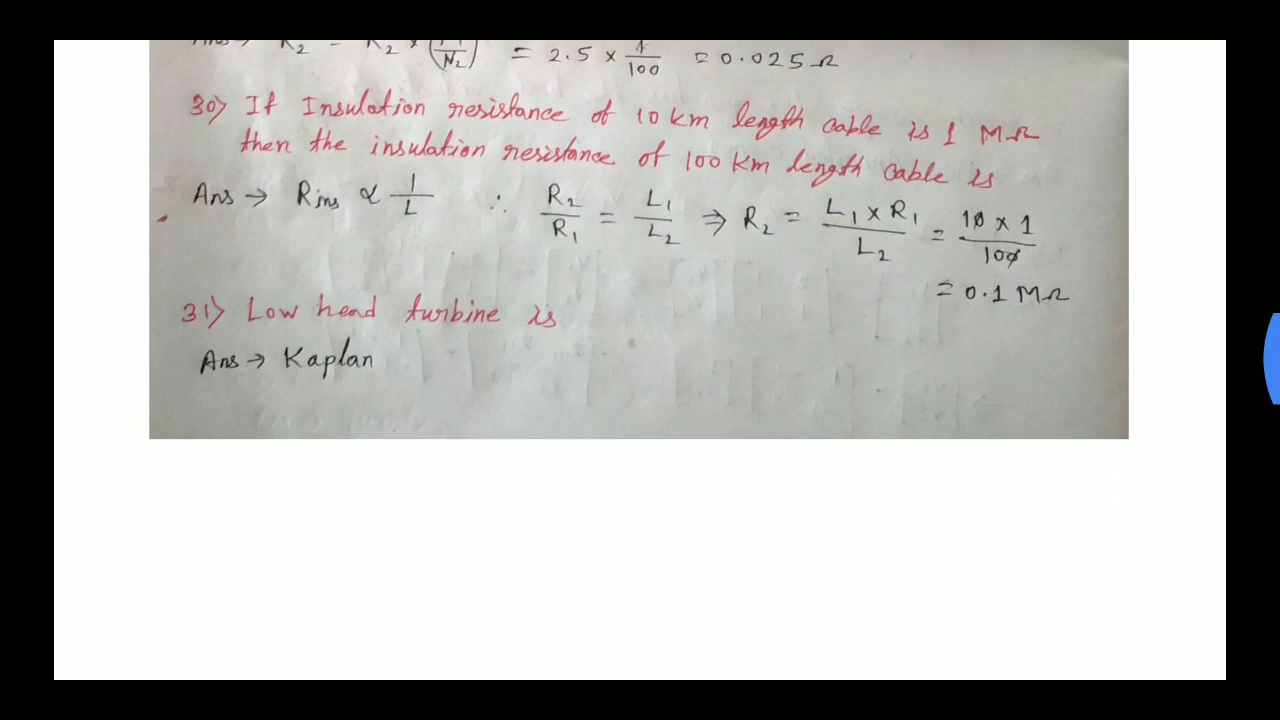 = 2.5 × 1/100 = 0.025 Ω
30) If Insulation resistance of 10 km length cable is 1 MΩ
then the insulation resistance of 100 km length cable is
Ans → Rins ∝ 1/L ∴ R2/R1 = L1/L2 ⇒ R2 = L1 × R1/L2 = 10 × 1/100
= 0.1 MΩ
31) Low head turbine is
Ans → Kaplan